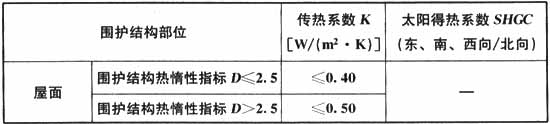 围护结构部位
传热系数 K
[W/(m²·K)]
太阳得热系数 SHGC
(东、南、西向/北向)
屋面
围护结构热惰性指标 D≤2.5
≤0.40
—
围护结构热惰性指标 D>2.5
≤0.50